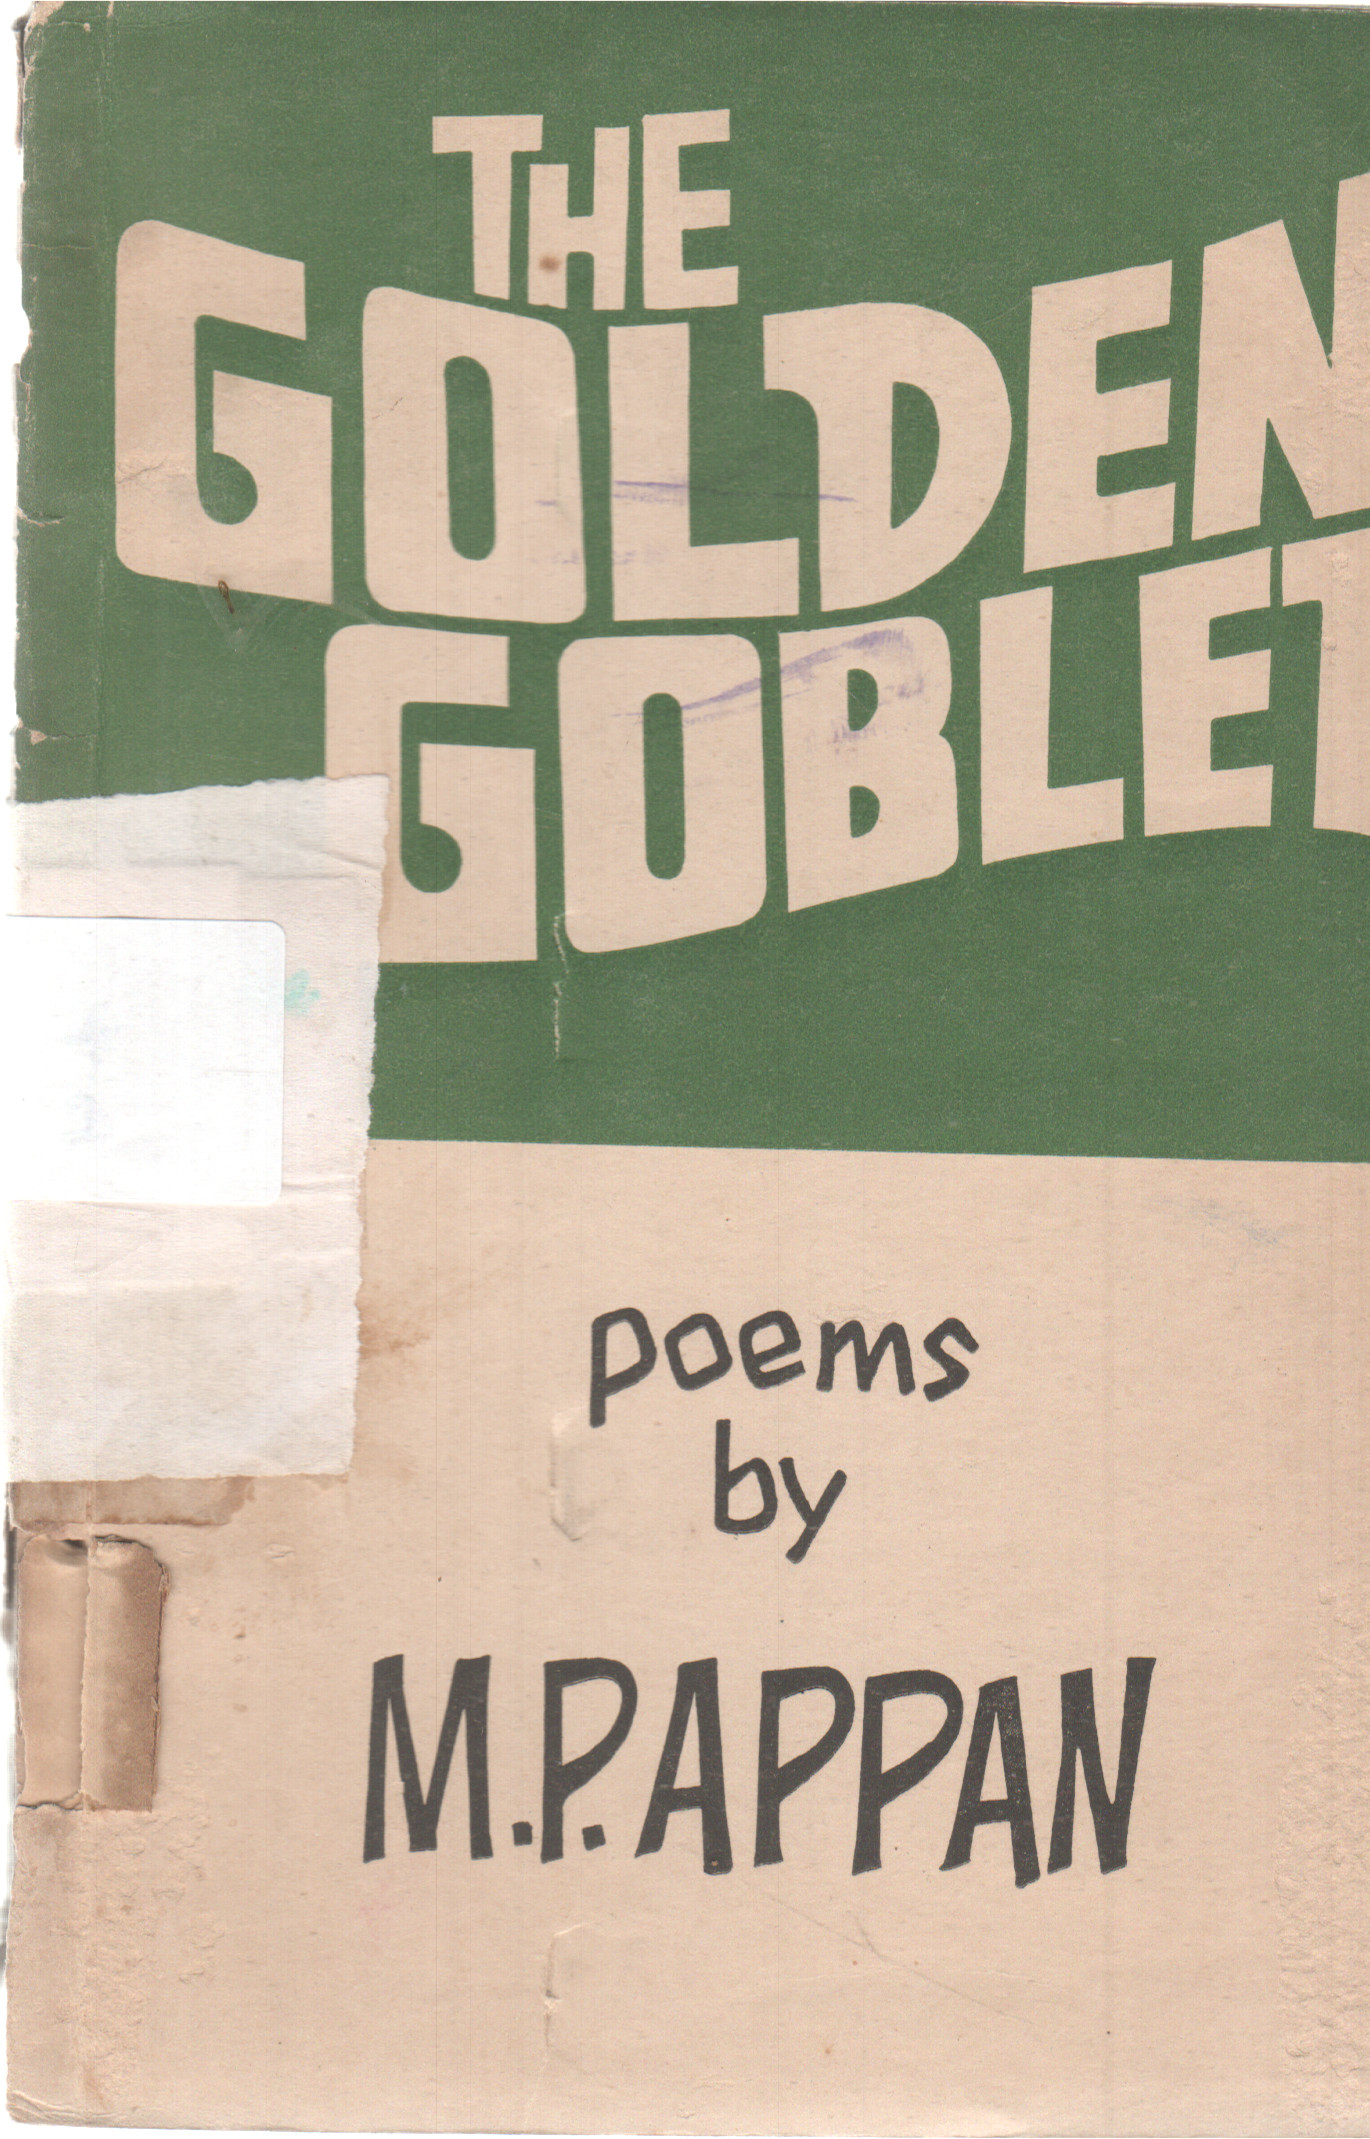 THE
GOLDEN
GOBLET
poems
by
M.P. APPAN